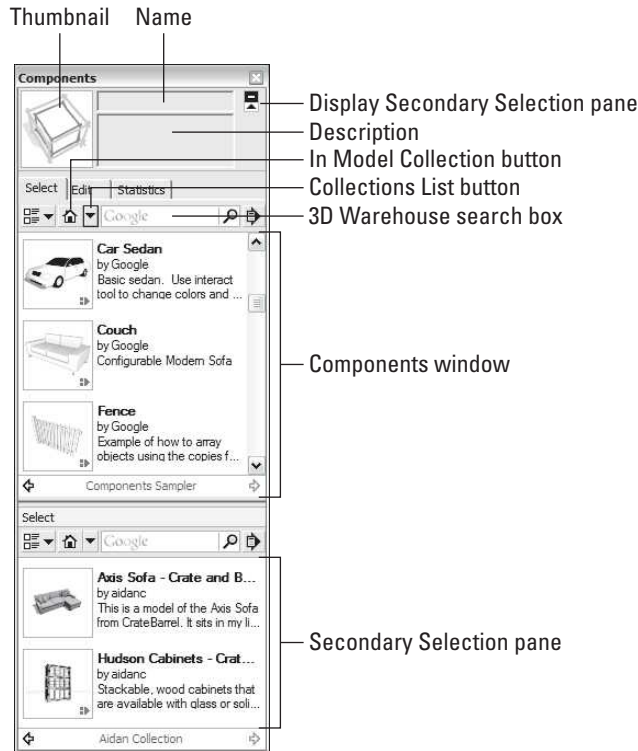 Thumbnail Name
Components
Display Secondary Selection pane
Description
In Model Collection button
Select Edit Statistics
Collections List button
Google
3D Warehouse search box
Car Sedan
by Google
Basic sedan. Use interact
tool to change colors and ...
Couch
by Google
Configurable Modern Sofa
Components window
Fence
by Google
Example of how to array
objects using the copies f...
Components Sampler
Select
Google
Axis Sofa - Crate and B...
by aidanc
This is a model of the Axis Sofa
from CrateBarrel. It sits in my li...
Secondary Selection pane
Hudson Cabinets - Crat...
by aidanc
Stackable, wood cabinets that
are available with glass or soli...
Aidan Collection